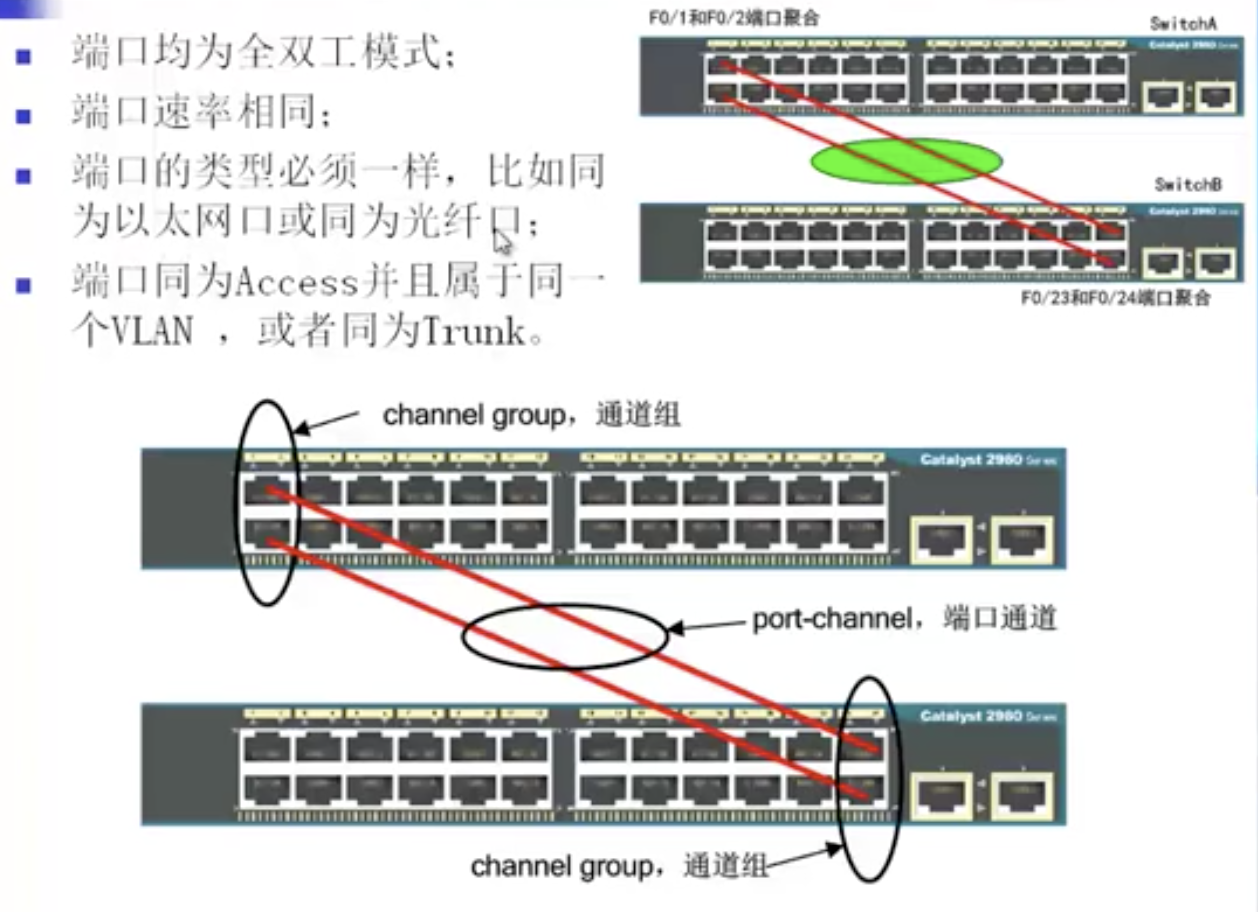 端口均为全双工模式；
端口速率相同；
端口的类型必须一样，比如同
为以太网口或同为光纤口；
端口同为Access并且属于同一
个VLAN ，或者同为Trunk。
F0/1和F0/2端口聚合
SwitchA
Catalyst 2960 Series
SwitchB
Catalyst 2960 Series
F0/23和F0/24端口聚合
channel group，通道组
Catalyst 2960 Series
port-channel，端口通道
Catalyst 2960 Series
channel group，通道组